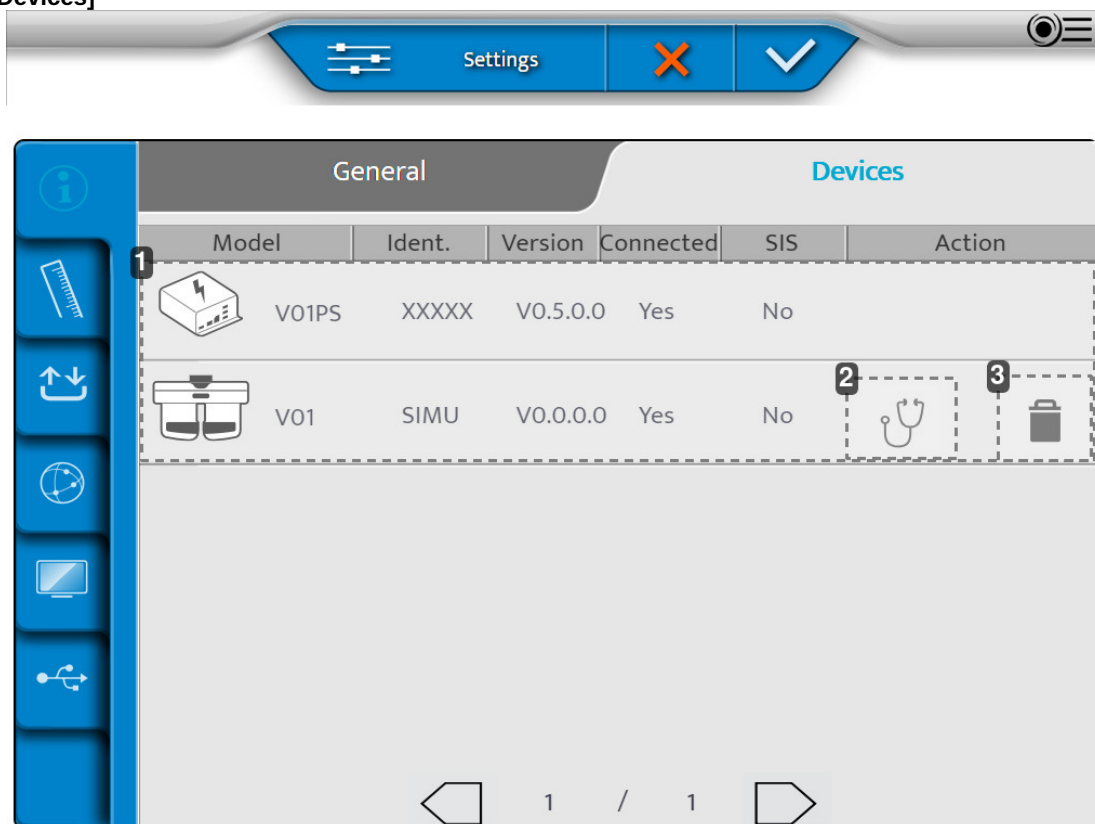 Devices]
Settings
General Devices
Model Ident. Version Connected SIS Action
1
V01PS XXXXX V0.5.0.0 Yes No
2 3
V01 SIMU V0.0.0.0 Yes No
1 / 1